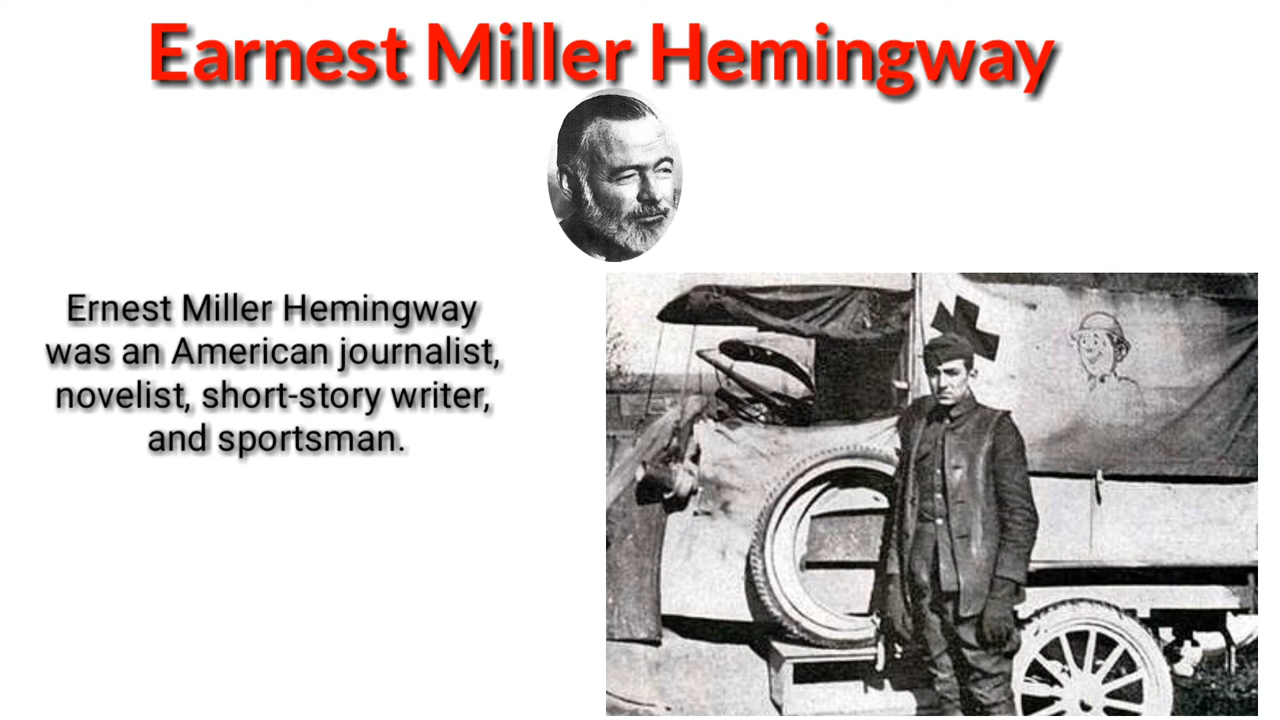 Earnest Miller Hemingway
Ernest Miller Hemingway
was an American journalist,
novelist, short-story writer,
and sportsman.